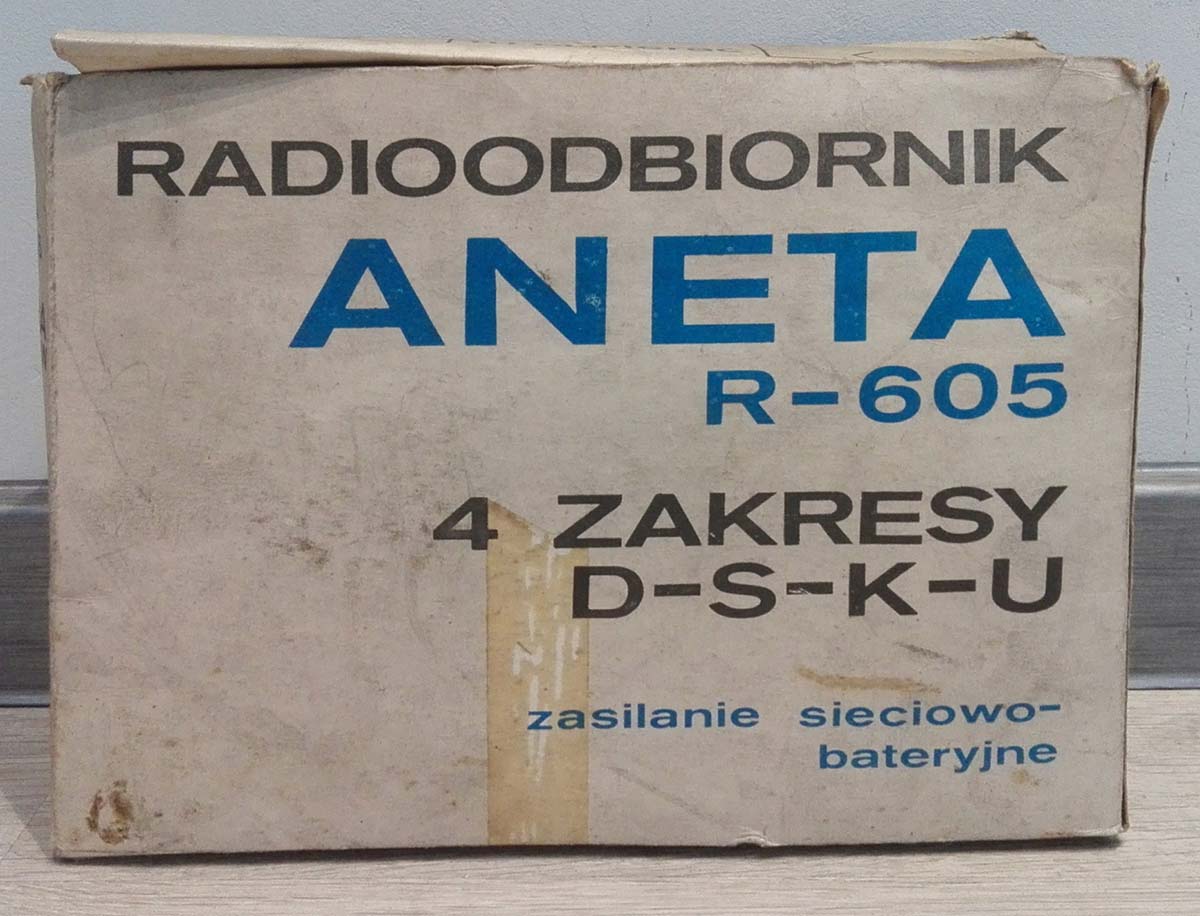 RADIOODBIORNIK
ANETA
R-605
4 ZAKRESY
D-S-K-U
zasilanie sieciowo-
bateryjne